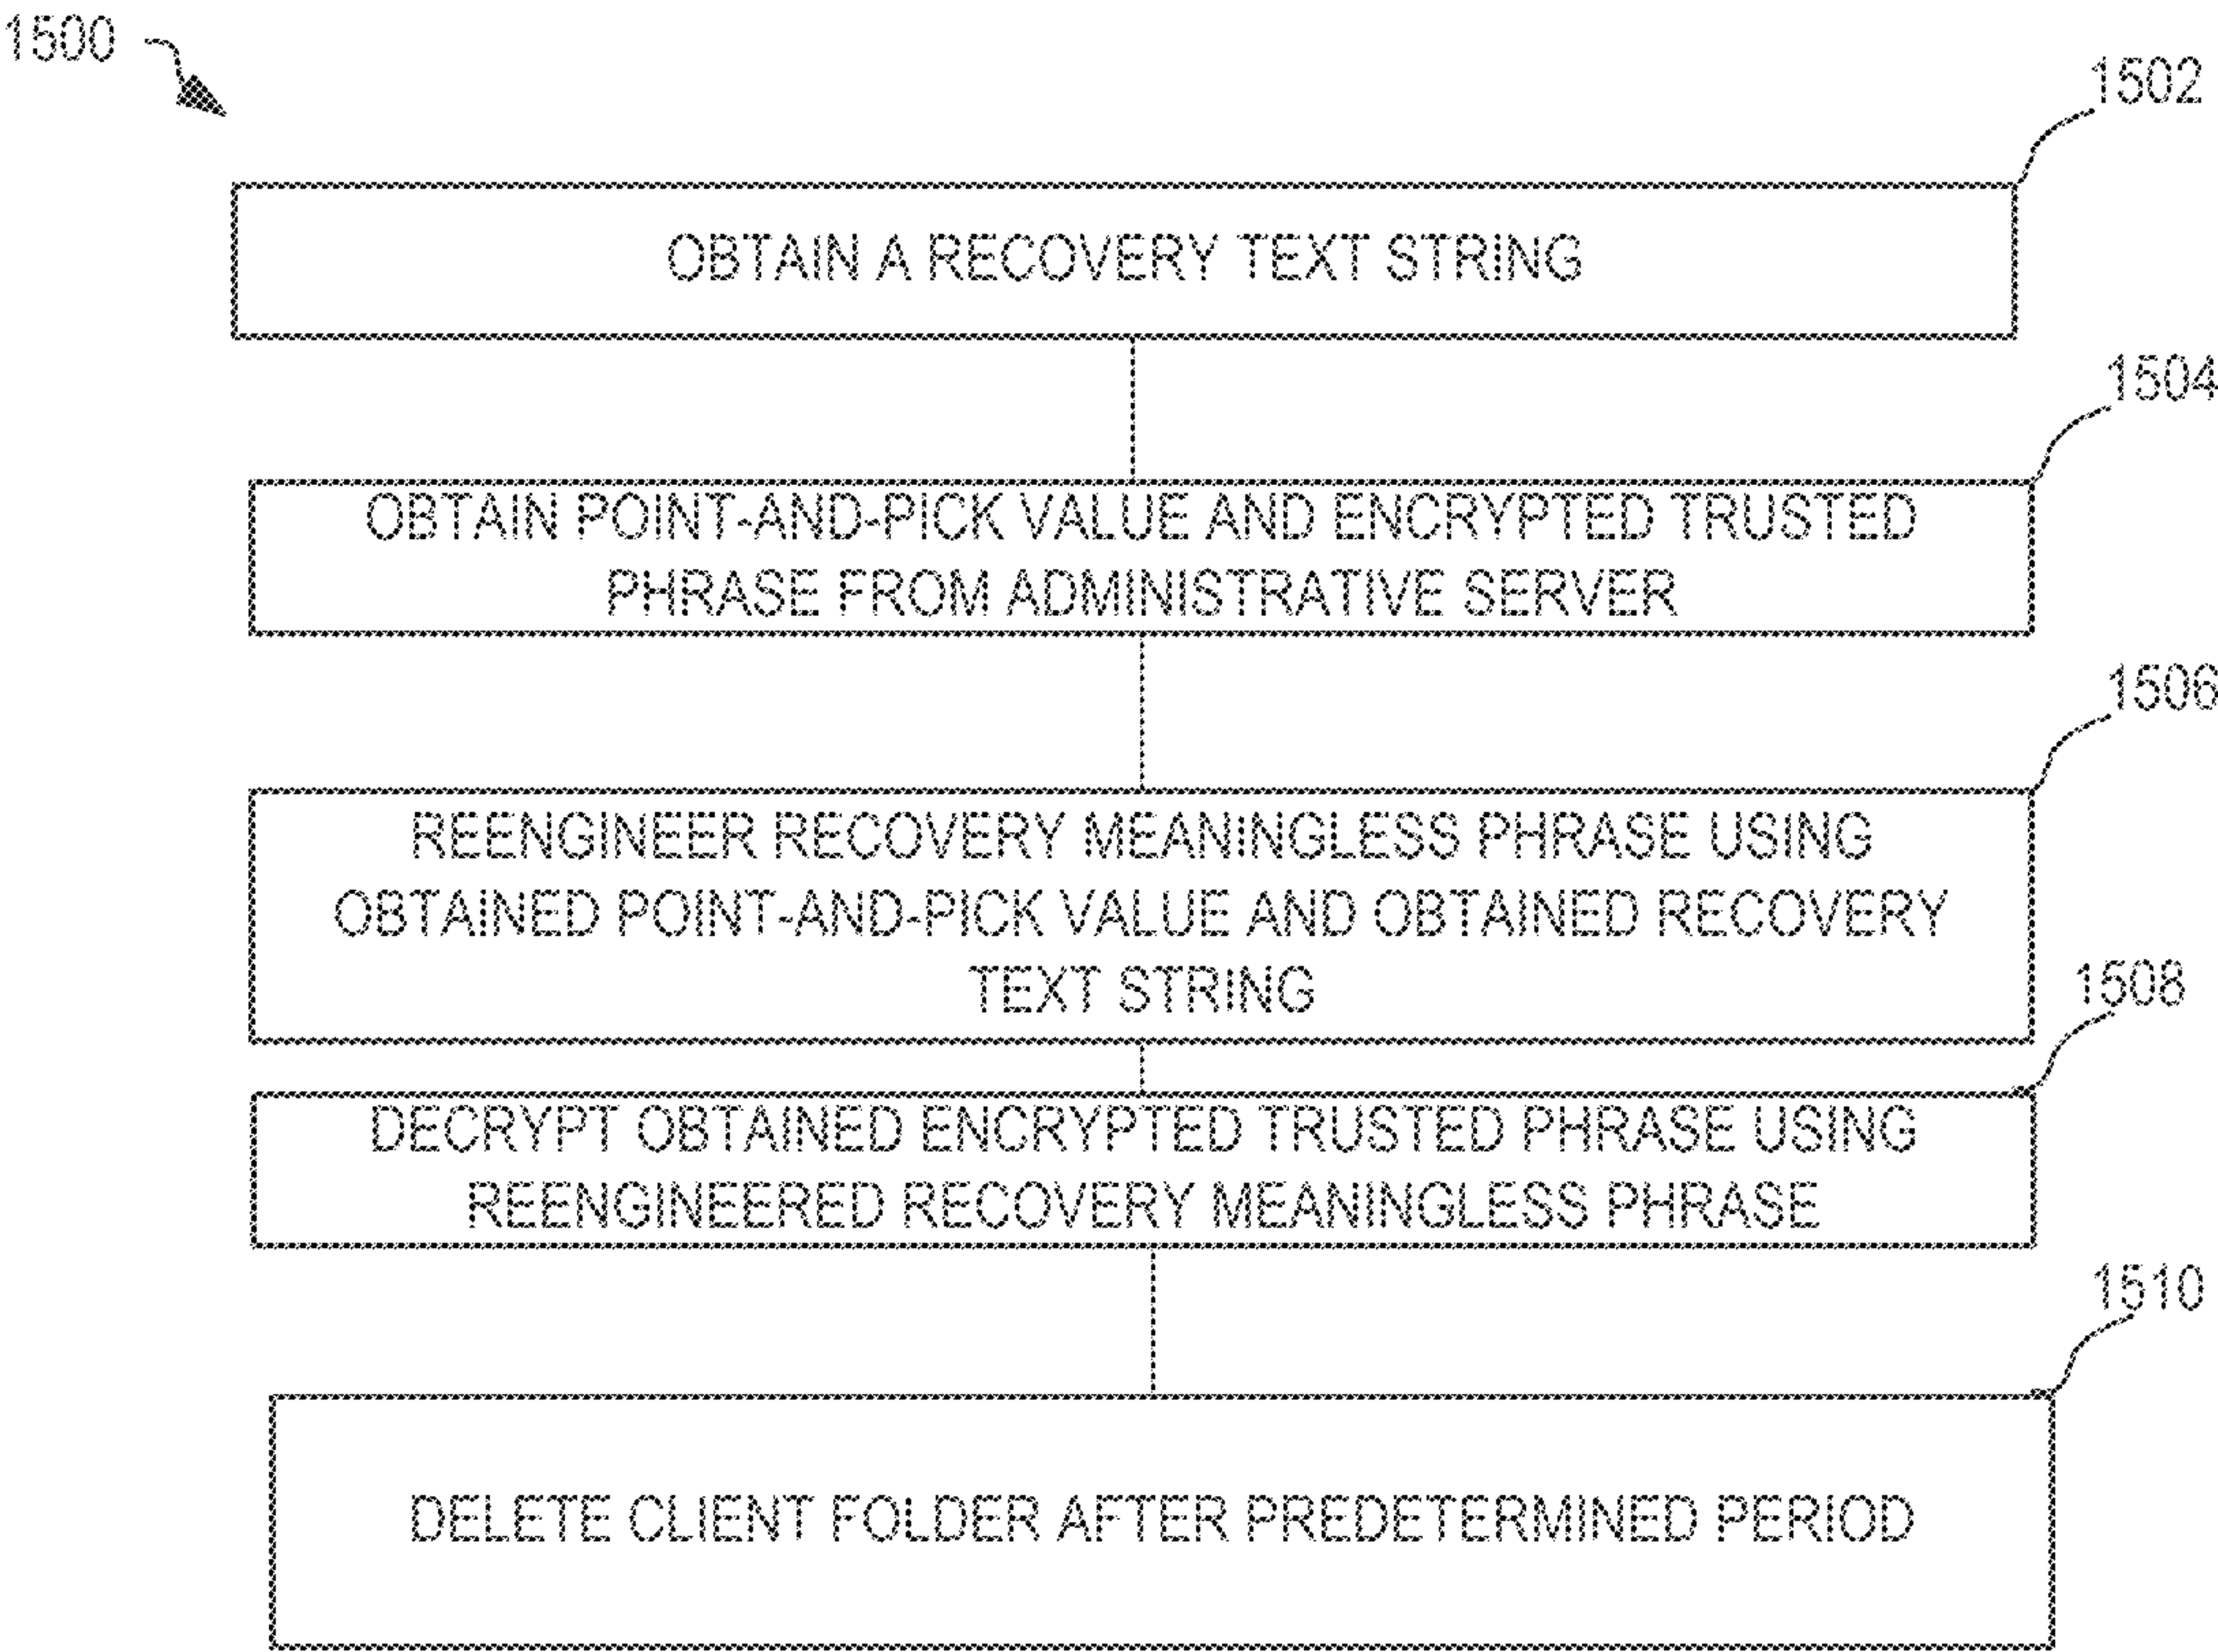 1500
1502
OBTAIN A RECOVERY TEXT STRING
1504
OBTAIN POINT-AND-PICK VALUE AND ENCRYPTED TRUSTED
PHRASE FROM ADMINISTRATIVE SERVER
1506
REENGINEER RECOVERY MEANINGLESS PHRASE USING
OBTAINED POINT-AND-PICK VALUE AND OBTAINED RECOVERY
TEXT STRING
1508
DECRYPT OBTAINED ENCRYPTED TRUSTED PHRASE USING
REENGINEERED RECOVERY MEANINGLESS PHRASE
1510
DELETE CLIENT FOLDER AFTER PREDETERMINED PERIOD